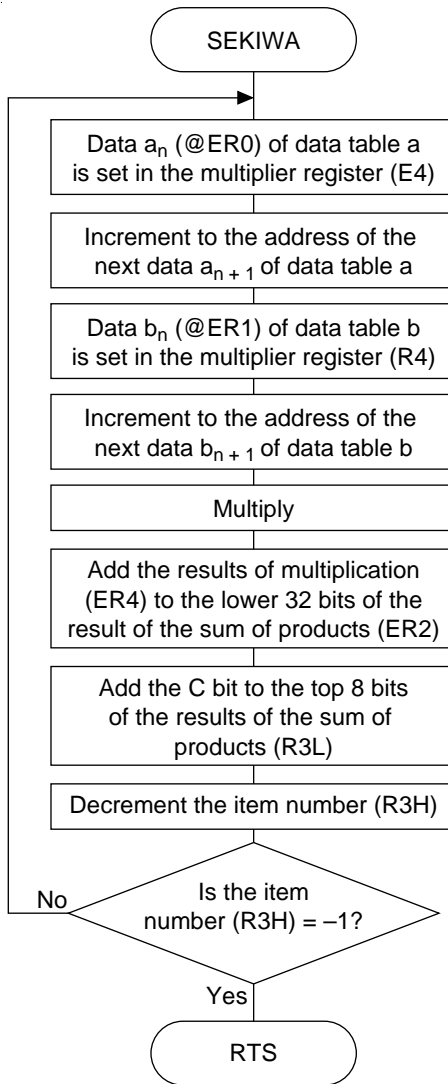 SEKIWA
Data aₙ (@ER0) of data table a
is set in the multiplier register (E4)
Increment to the address of the
next data aₙ ₊ ₁ of data table a
Data bₙ (@ER1) of data table b
is set in the multiplier register (R4)
Increment to the address of the
next data bₙ ₊ ₁ of data table b
Multiply
Add the results of multiplication
(ER4) to the lower 32 bits of the
result of the sum of products (ER2)
Add the C bit to the top 8 bits
of the results of the sum of
products (R3L)
Decrement the item number (R3H)
Is the item
number (R3H) = –1?
No
Yes
RTS